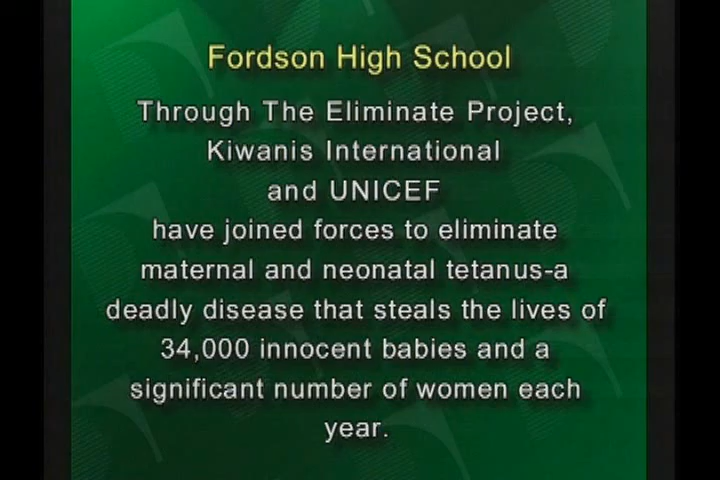 Fordson High School
Through The Eliminate Project,
Kiwanis International
and UNICEF
have joined forces to eliminate
maternal and neonatal tetanus-a
deadly disease that steals the lives of
34,000 innocent babies and a
significant number of women each
year.